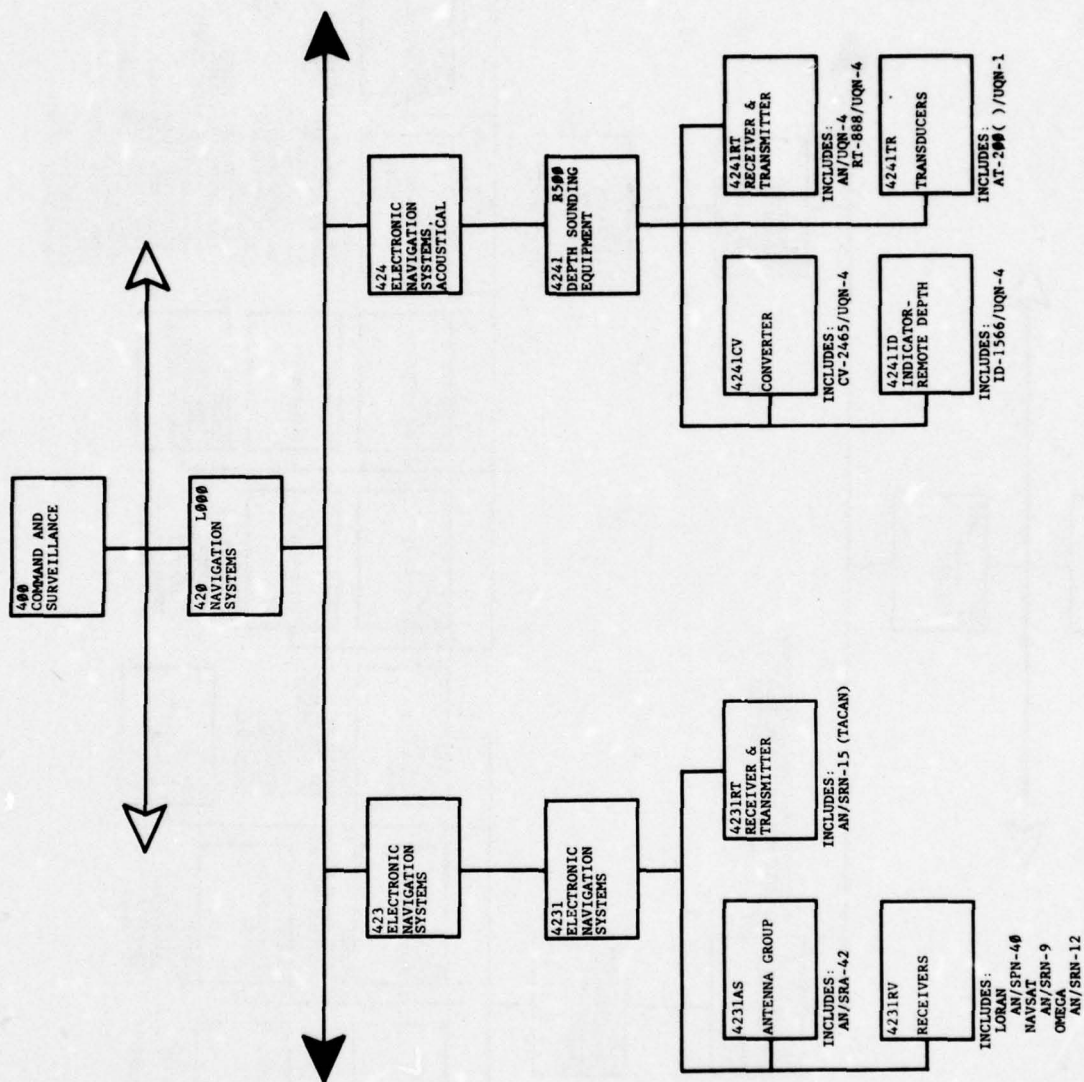 400
COMMAND AND
SURVEILLANCE
420 L000
NAVIGATION
SYSTEMS
423
ELECTRONIC
NAVIGATION
SYSTEMS
424
ELECTRONIC
NAVIGATION
SYSTEMS,
ACOUSTICAL
4231
ELECTRONIC
NAVIGATION
SYSTEMS
4241 R500
DEPTH SOUNDING
EQUIPMENT
4231AS
ANTENNA GROUP
INCLUDES:
AN/SRA-42
4231RT
RECEIVER &
TRANSMITTER
INCLUDES:
AN/SRN-15 (TACAN)
4231RV
RECEIVERS
INCLUDES:
LORAN
AN/SPN-40
NAVSAT
AN/SRN-9
OMEGA
AN/SRN-12
4241CV
CONVERTER
INCLUDES:
CV-2465/UQN-4
4241RT
RECEIVER &
TRANSMITTER
INCLUDES:
AN/UQN-4
RT-888/UQN-4
4241ID
INDICATOR-
REMOTE DEPTH
INCLUDES:
ID-1566/UQN-4
4241TR
TRANSDUCERS
INCLUDES:
AT-200( )/UQN-1